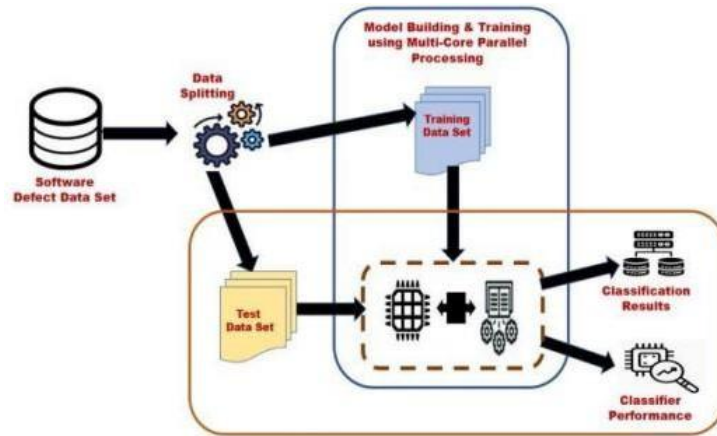 Model Building & Training
using Multi-Core Parallel
Processing
Data
Splitting
Training
Data Set
Software
Defect Data Set
Test
Data Set
Classification
Results
Classifier
Performance